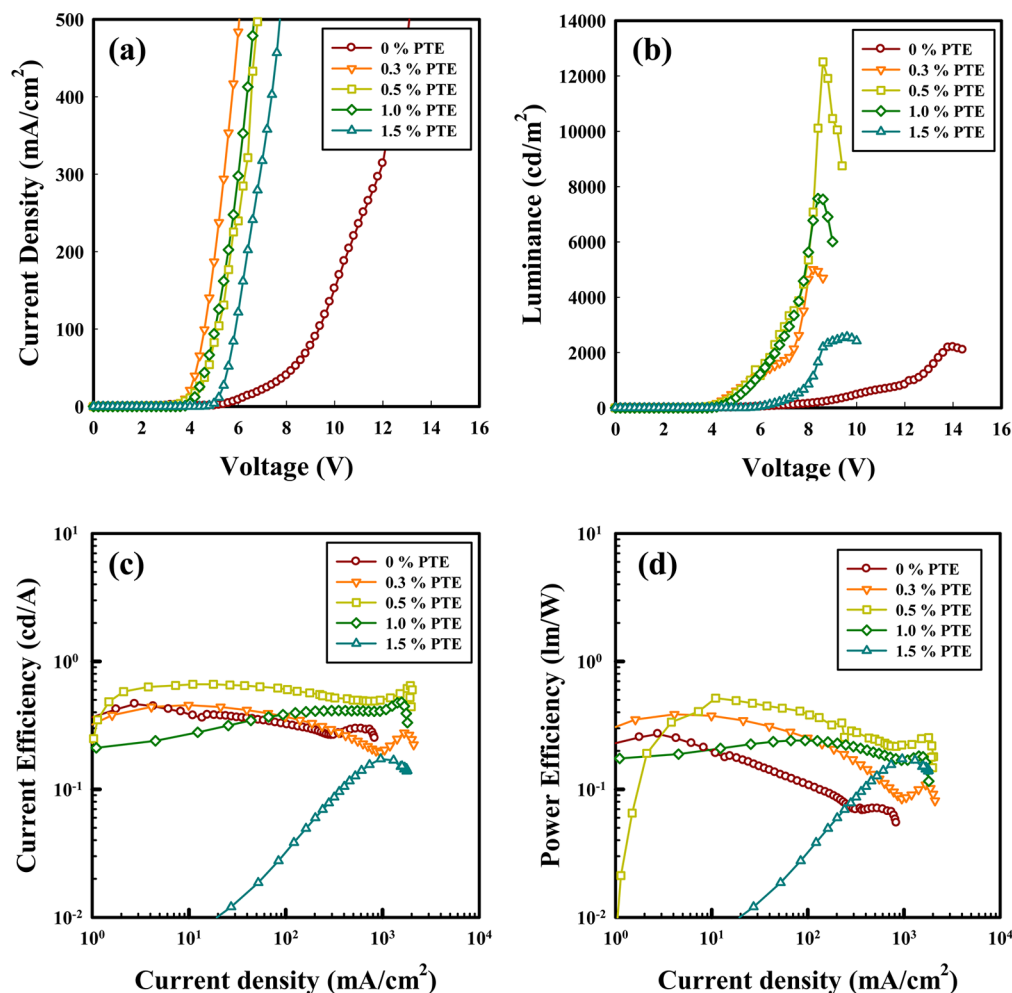 (a)
0 % PTE
0.3 % PTE
0.5 % PTE
1.0 % PTE
1.5 % PTE
Current Density (mA/cm²)
500
400
300
200
100
0
0 2 4 6 8 10 12 14 16
Voltage (V)
(b)
0 % PTE
0.3 % PTE
0.5 % PTE
1.0 % PTE
1.5 % PTE
Luminance (cd/m²)
14000
12000
10000
8000
6000
4000
2000
0
0 2 4 6 8 10 12 14 16
Voltage (V)
(c)
0 % PTE
0.3 % PTE
0.5 % PTE
1.0 % PTE
1.5 % PTE
Current Efficiency (cd/A)
10¹
10⁰
10⁻¹
10⁻²
10⁰ 10¹ 10² 10³ 10⁴
Current density (mA/cm²)
(d)
0 % PTE
0.3 % PTE
0.5 % PTE
1.0 % PTE
1.5 % PTE
Power Efficiency (lm/W)
10¹
10⁰
10⁻¹
10⁻²
10⁰ 10¹ 10² 10³ 10⁴
Current density (mA/cm²)